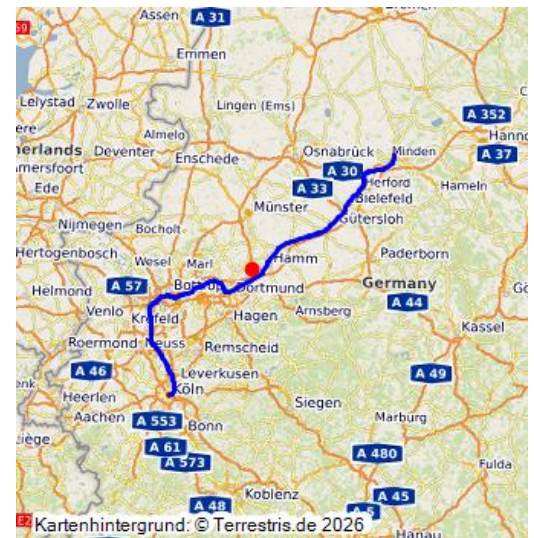 Assen
A 31
Bremen
Emmen
Lelystad
Zwolle
Lingen (Ems)
A 352
Almelo
Osnabrück
Minden
Deventer
Enschede
A 30
A 37
Ede
A 33
Herford
Hameln
Bielefeld
Münster
Gütersloh
Nijmegen
Bocholt
Hertogenbosch
Wesel
Marl
Hamm
Paderborn
A 57
Bottrop
Dortmund
Germany
Helmond
A 44
Venlo
Krefeld
Hagen
Arnsberg
Kassel
Roermond
Neuss
Remscheid
A 46
Leverkusen
A 49
Heerlen
Köln
Siegen
Aachen
A 553
Bonn
Marburg
A 61
A 480
A 573
Fulda
Koblenz
A 48
A 45
A 5
Hanau
Kartenhintergrund: © Terrestris.de 2026